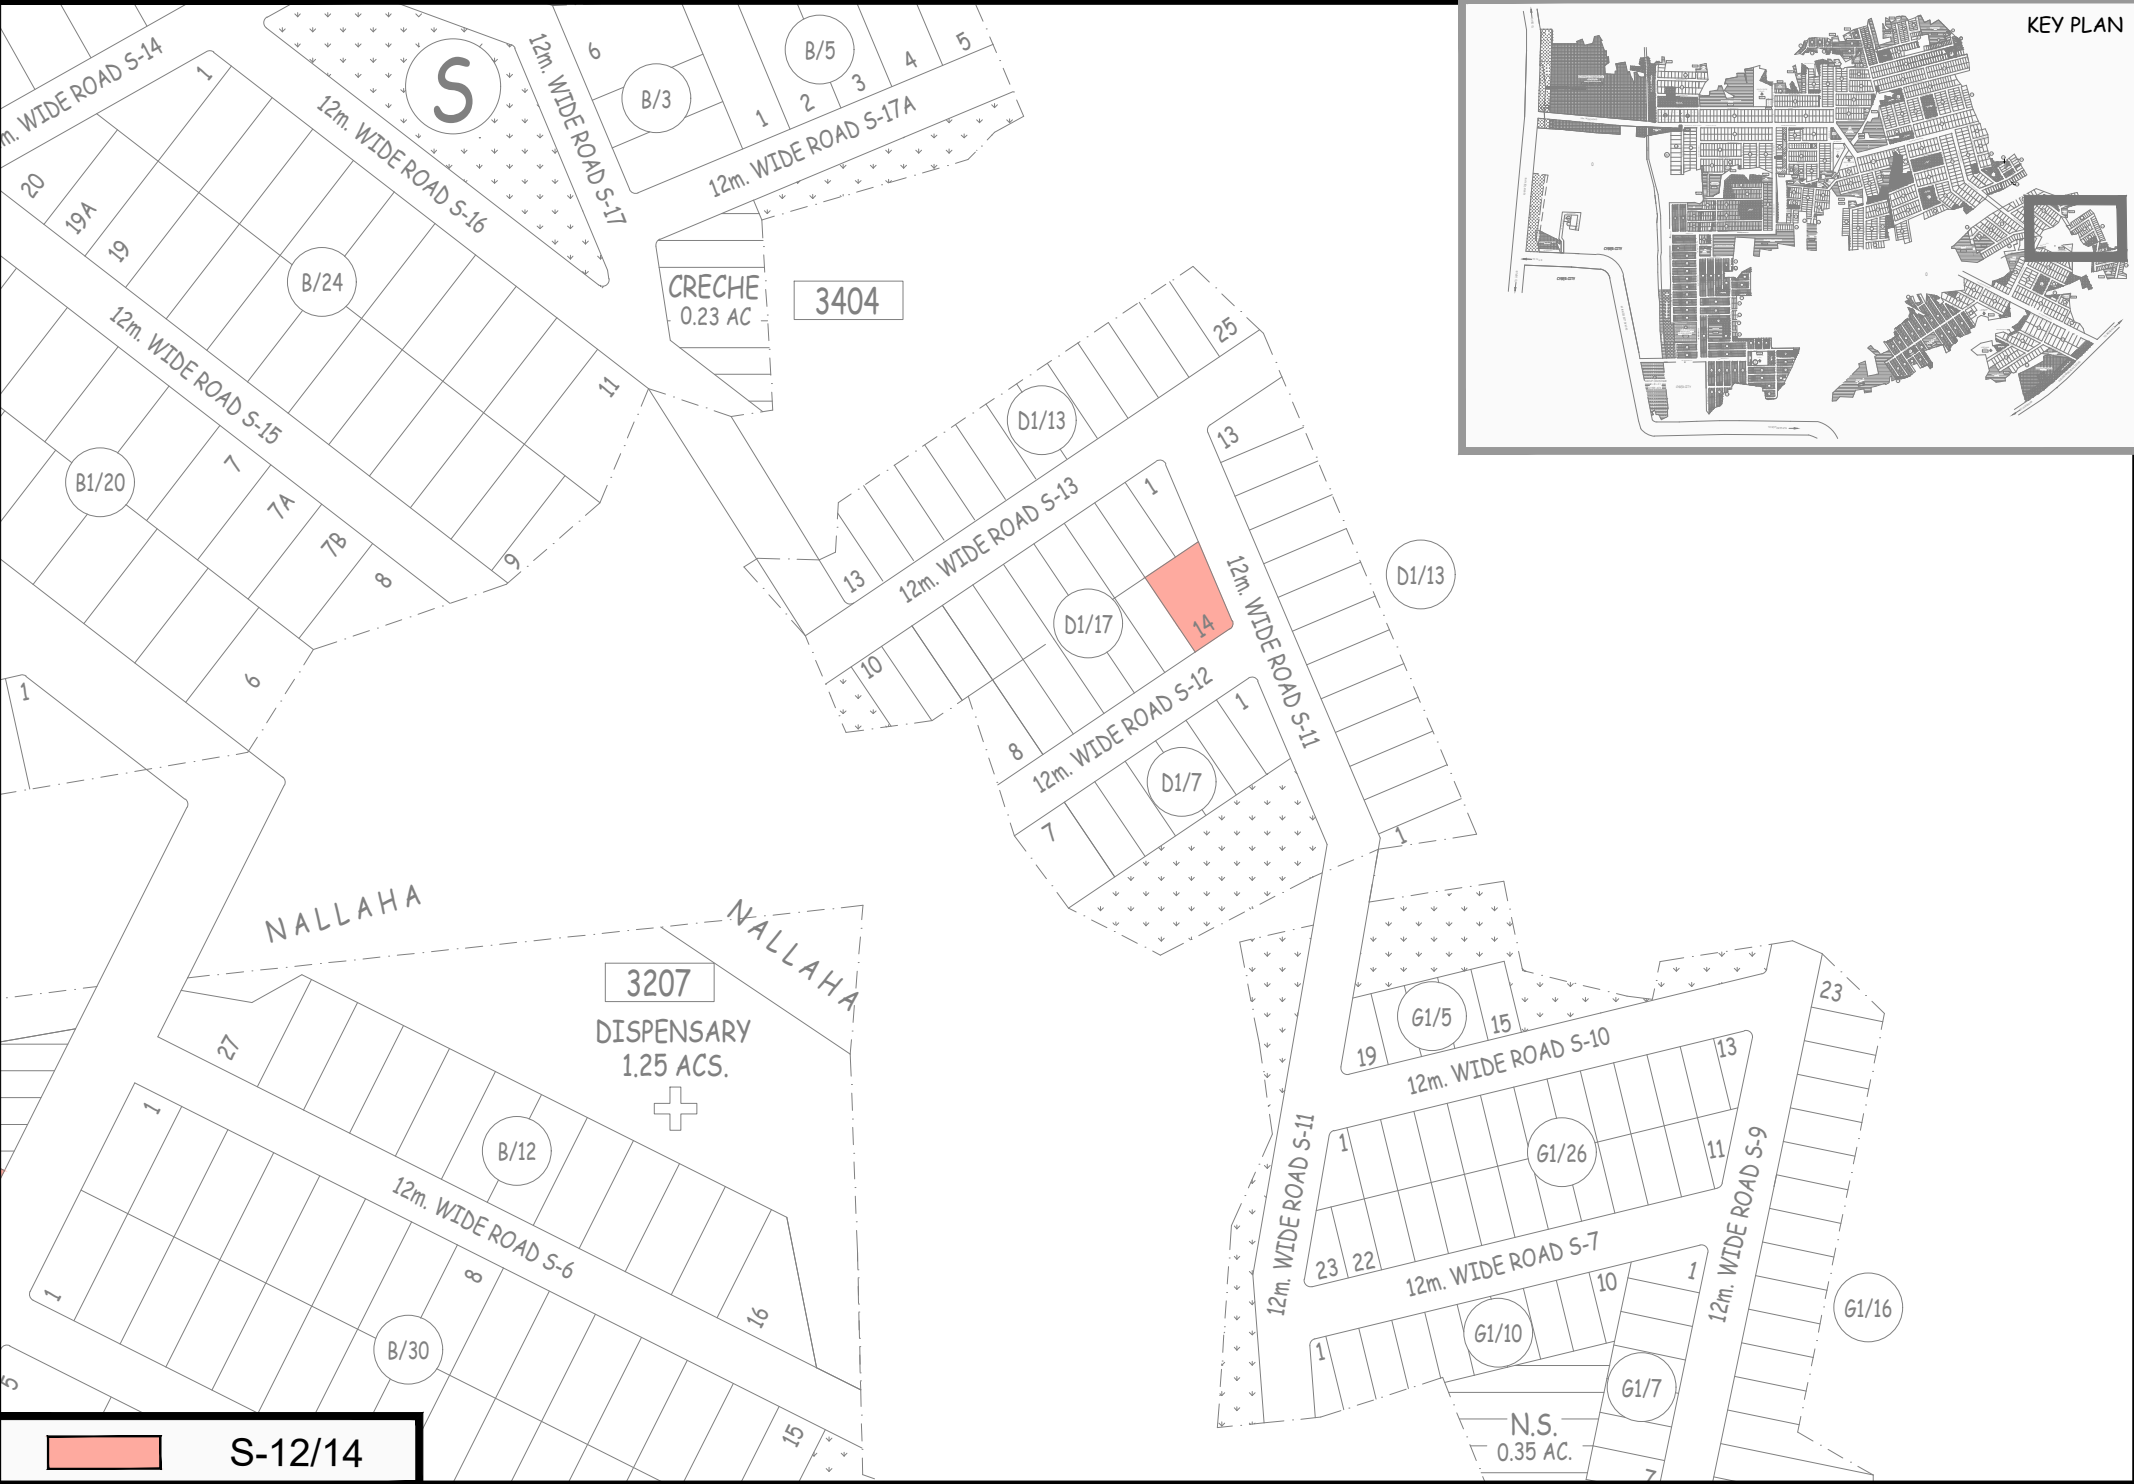 KEY PLAN
m. WIDE ROAD S-14
1
12m. WIDE ROAD S-16
S
12m. WIDE ROAD S-17
6
B/3
B/5
1
2
3
4
5
12m. WIDE ROAD S-17A
20
19A
19
B/24
11
9
12m. WIDE ROAD S-15
CRECHE
0.23 AC
3404
B1/20
7
7A
7B
8
6
1
25
D1/13
13
12m. WIDE ROAD S-13
1
13
D1/13
12m. WIDE ROAD S-11
D1/17
14
10
8
12m. WIDE ROAD S-12
1
D1/7
7
1
NALLAHA
NALLAHA
3207
DISPENSARY
1.25 ACS.
27
B/12
16
1
12m. WIDE ROAD S-6
1
8
B/30
15
5
G1/5
15
19
23
12m. WIDE ROAD S-10
13
1
G1/26
11
12m. WIDE ROAD S-11
12m. WIDE ROAD S-9
23
22
12m. WIDE ROAD S-7
10
1
1
G1/10
G1/7
G1/16
N.S.
0.35 AC.
7
S-12/14